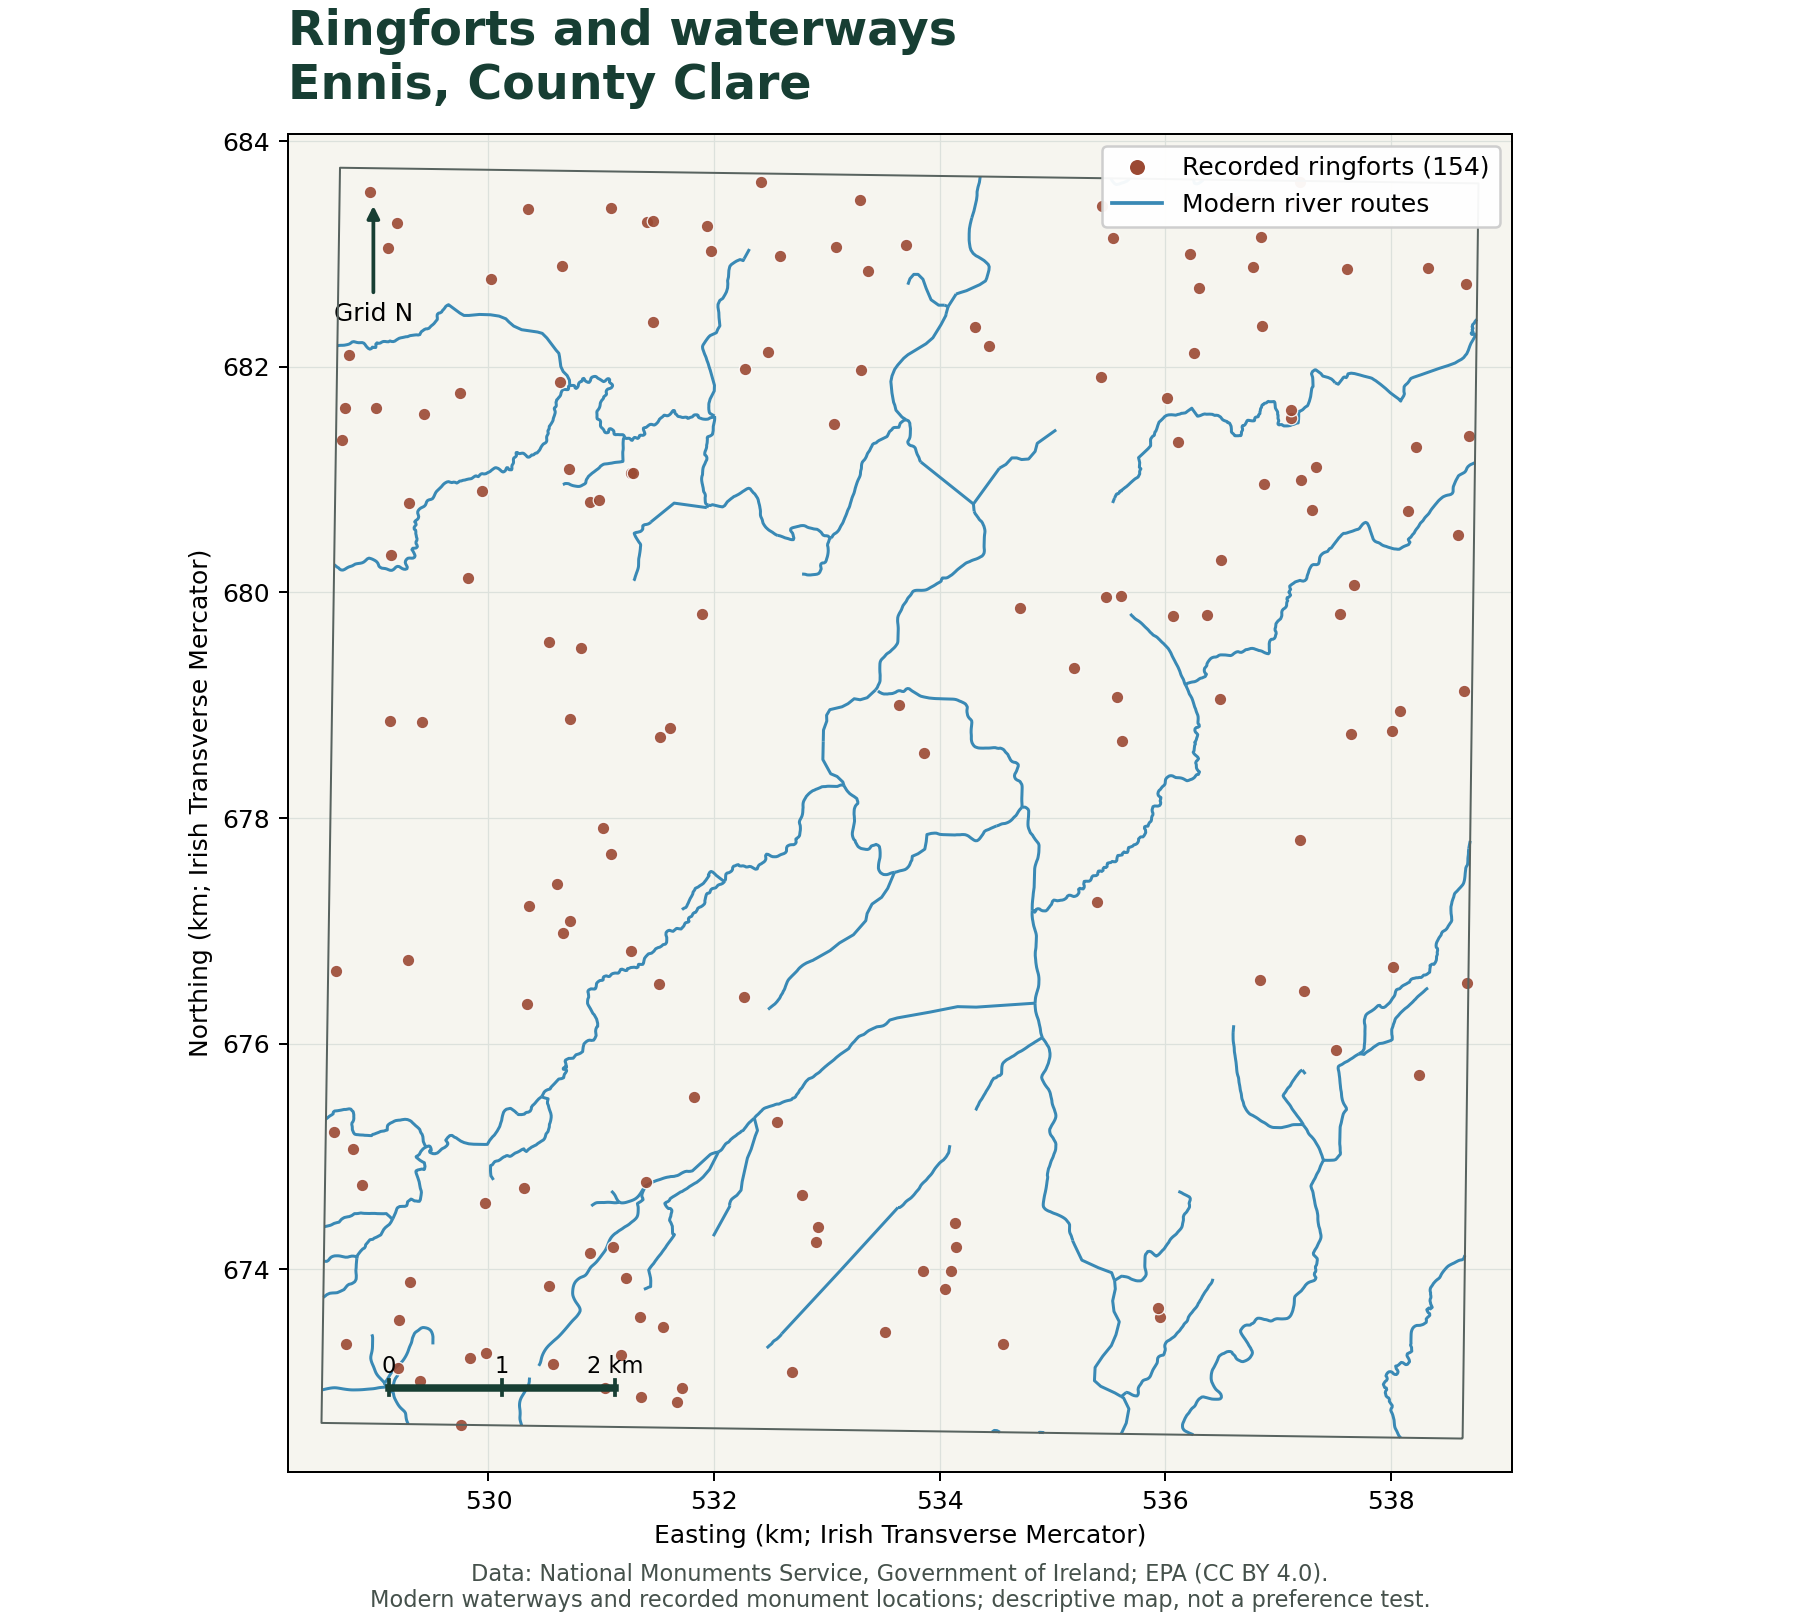 Ringforts and waterways
Ennis, County Clare
Recorded ringforts (154)
Modern river routes
Grid N
684
682
680
678
676
674
Northing (km; Irish Transverse Mercator)
0 1 2 km
530 532 534 536 538
Easting (km; Irish Transverse Mercator)
Data: National Monuments Service, Government of Ireland; EPA (CC BY 4.0).
Modern waterways and recorded monument locations; descriptive map, not a preference test.